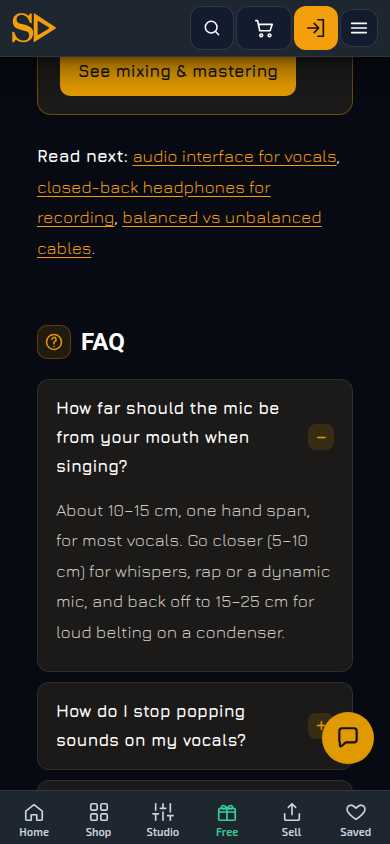 S
See mixing & mastering
Read next: audio interface for vocals,
closed-back headphones for
recording, balanced vs unbalanced
cables.
FAQ
How far should the mic be
from your mouth when
singing?
About 10–15 cm, one hand span,
for most vocals. Go closer (5–10
cm) for whispers, rap or a dynamic
mic, and back off to 15–25 cm for
loud belting on a condenser.
How do I stop popping
sounds on my vocals?
Home Shop Studio Free Sell Saved